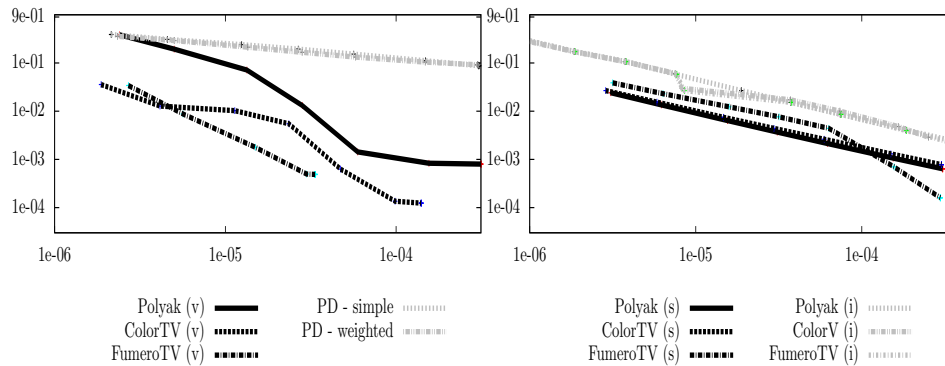 9e-01 9e-01
1e-01 1e-01
1e-02 1e-02
1e-03 1e-03
1e-04 1e-04
1e-06 1e-05 1e-04 1e-06 1e-05 1e-04
Polyak (v) PD - simple Polyak (s) Polyak (i)
ColorTV (v) PD - weighted ColorTV (s) ColorV (i)
FumeroTV (v) FumeroTV (s) FumeroTV (i)